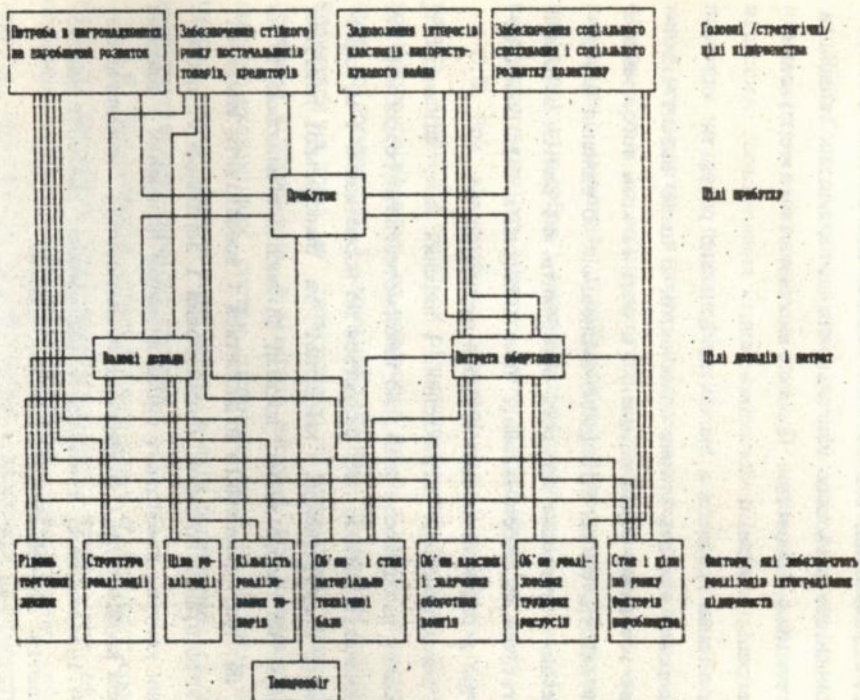 Потреба в нагромадженнях
на виробничий розвиток
Забезпечення стійкого
ринку постачальників
товарів, кредиторів
Задоволення інтересів
власників використо-
вуваного майна
Забезпечення соціального
споживання і соціального
розвитку колективу
Головні /стратегічні/
цілі підприємства
Прибуток
Цілі прибутку
Валові доходи
Витрати обертання
Цілі доходів і витрат
Рівень
торгових
знижок
Структура
реалізації
Ціна ре-
алізації
Кількість
реалізо-
ваних то-
варів
Об'єм і стан
матеріально -
технічної
бази
Об'єм власних
і залучених
оборотних
коштів
Об'єм реалі-
зованих
трудових
ресурсів
Стан і ціни
на ринку
факторів
виробництва
Фактори, які забезпечують
реалізацію
підприємств
Товарообіг